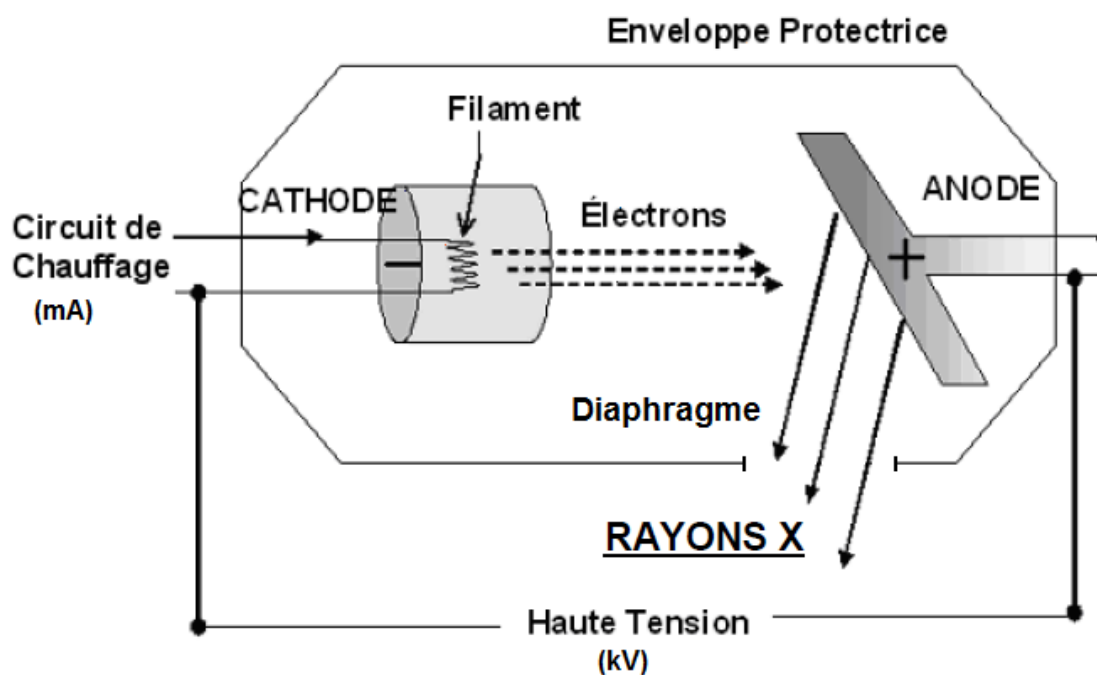 Enveloppe Protectrice
Filament
CATHODE
ANODE
Circuit de
Chauffage
(mA)
Électrons
−
+
Diaphragme
RAYONS X
Haute Tension
(kV)